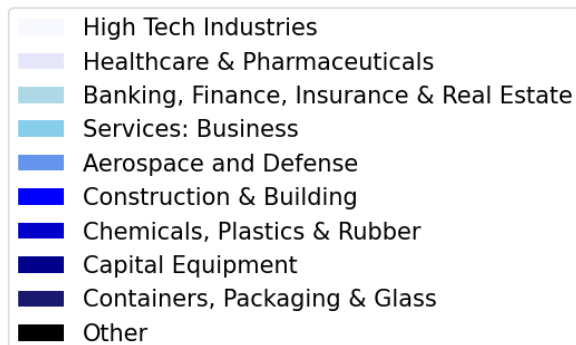 High Tech Industries
Healthcare & Pharmaceuticals
Banking, Finance, Insurance & Real Estate
Services: Business
Aerospace and Defense
Construction & Building
Chemicals, Plastics & Rubber
Capital Equipment
Containers, Packaging & Glass
Other